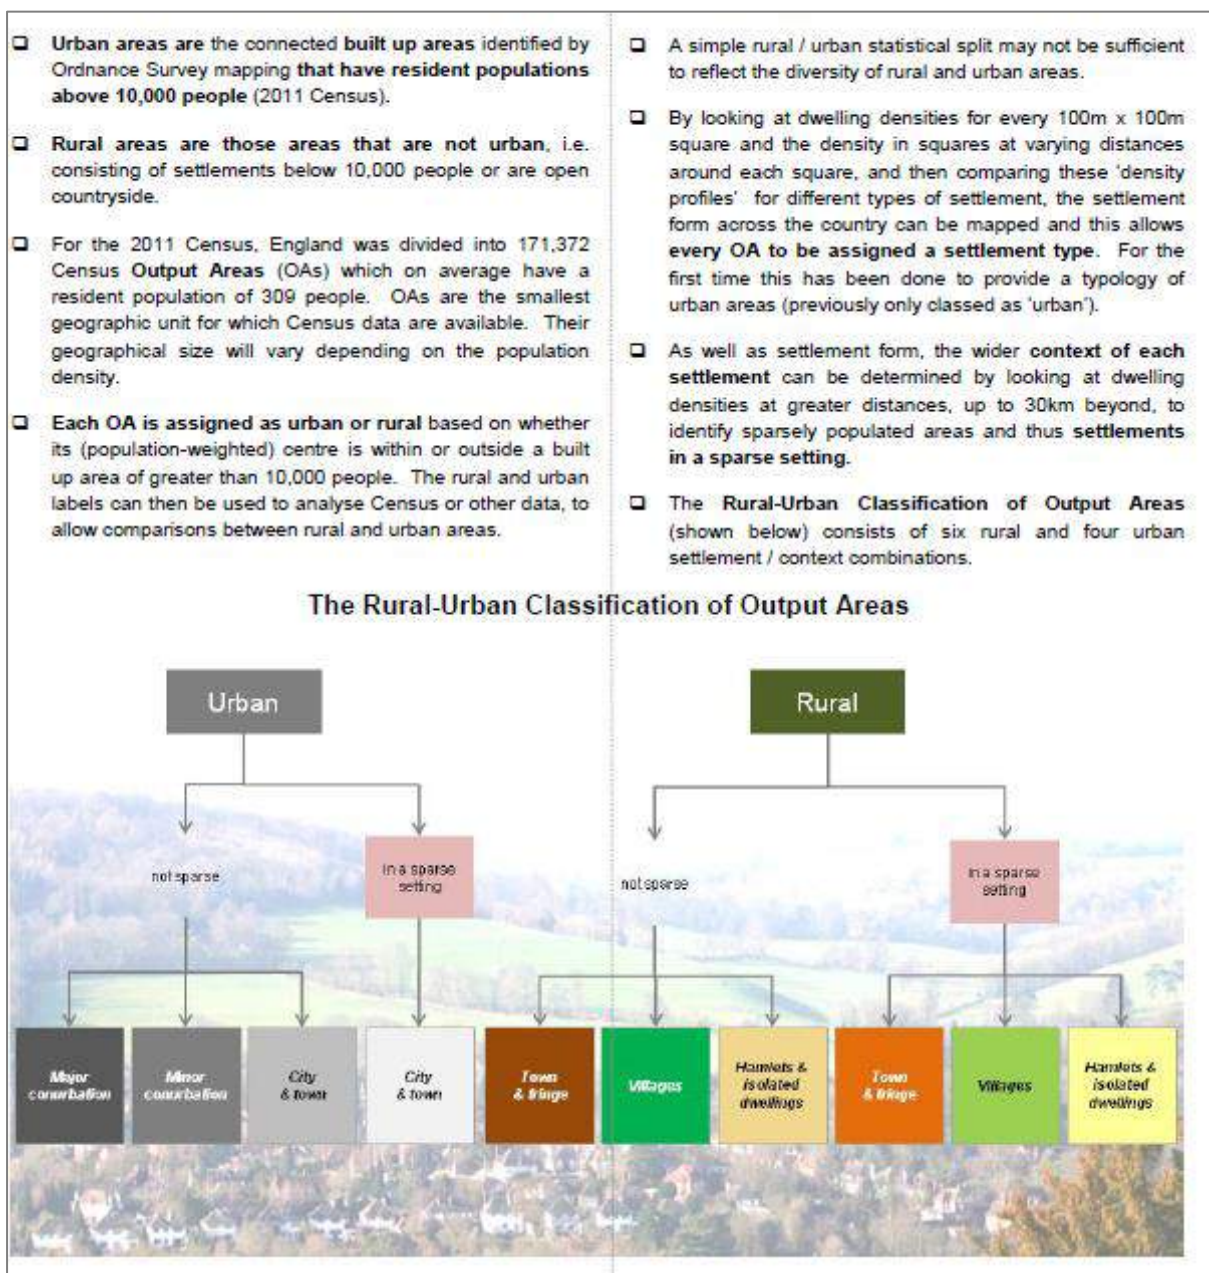 ❑ Urban areas are the connected built up areas identified by
Ordnance Survey mapping that have resident populations
above 10,000 people (2011 Census).
❑ Rural areas are those areas that are not urban, i.e.
consisting of settlements below 10,000 people or are open
countryside.
❑ For the 2011 Census, England was divided into 171,372
Census Output Areas (OAs) which on average have a
resident population of 309 people. OAs are the smallest
geographic unit for which Census data are available. Their
geographical size will vary depending on the population
density.
❑ Each OA is assigned as urban or rural based on whether
its (population-weighted) centre is within or outside a built
up area of greater than 10,000 people. The rural and urban
labels can then be used to analyse Census or other data, to
allow comparisons between rural and urban areas.
❑ A simple rural / urban statistical split may not be sufficient
to reflect the diversity of rural and urban areas.
❑ By looking at dwelling densities for every 100m x 100m
square and the density in squares at varying distances
around each square, and then comparing these 'density
profiles' for different types of settlement, the settlement
form across the country can be mapped and this allows
every OA to be assigned a settlement type. For the
first time this has been done to provide a typology of
urban areas (previously only classed as 'urban').
❑ As well as settlement form, the wider context of each
settlement can be determined by looking at dwelling
densities at greater distances, up to 30km beyond, to
identify sparsely populated areas and thus settlements
in a sparse setting.
❑ The Rural-Urban Classification of Output Areas
(shown below) consists of six rural and four urban
settlement / context combinations.
The Rural-Urban Classification of Output Areas
Urban
Rural
not sparse
in a sparse
setting
not sparse
in a sparse
setting
Major
conurbation
Minor
conurbation
City
& town
City
& town
Town
& fringe
Villages
Hamlets &
isolated
dwellings
Town
& fringe
Villages
Hamlets &
isolated
dwellings